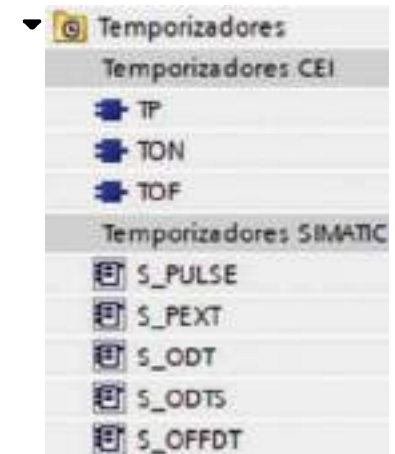 Temporizadores
Temporizadores CEI
TP
TON
TOF
Temporizadores SIMATIC
S_PULSE
S_PEXT
S_ODT
S_ODTS
S_OFFDT